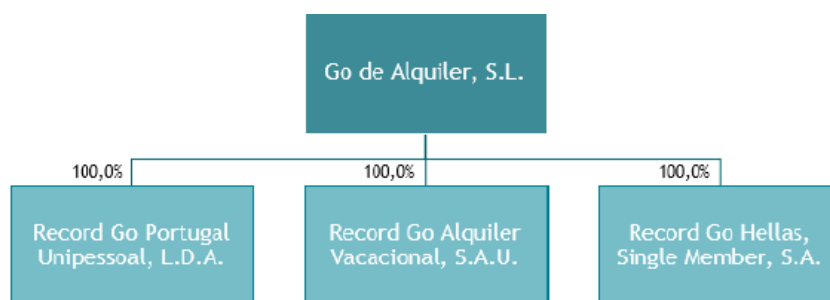 Go de Alquiler, S.L.
100,0%
100,0%
100,0%
Record Go Portugal
Unipessoal, L.D.A.
Record Go Alquiler
Vacacional, S.A.U.
Record Go Hellas,
Single Member, S.A.